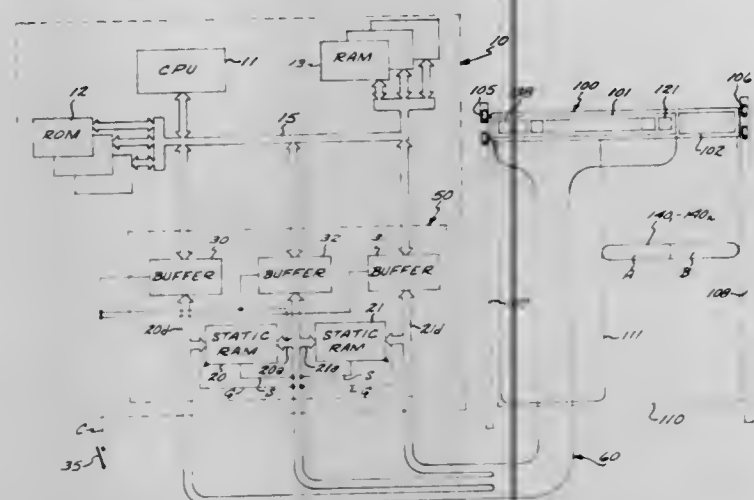 10
CPU
11
13
RAM
12
ROM
15
105
100
101
121
106
102
50
30
32
BUFFER
BUFFER
BUFFER
140,-140n
A
B
108
20d
21
21d
STATIC
RAM
STATIC
RAM
20
20a
21a
S
S
G
G
111
110
C
35
60